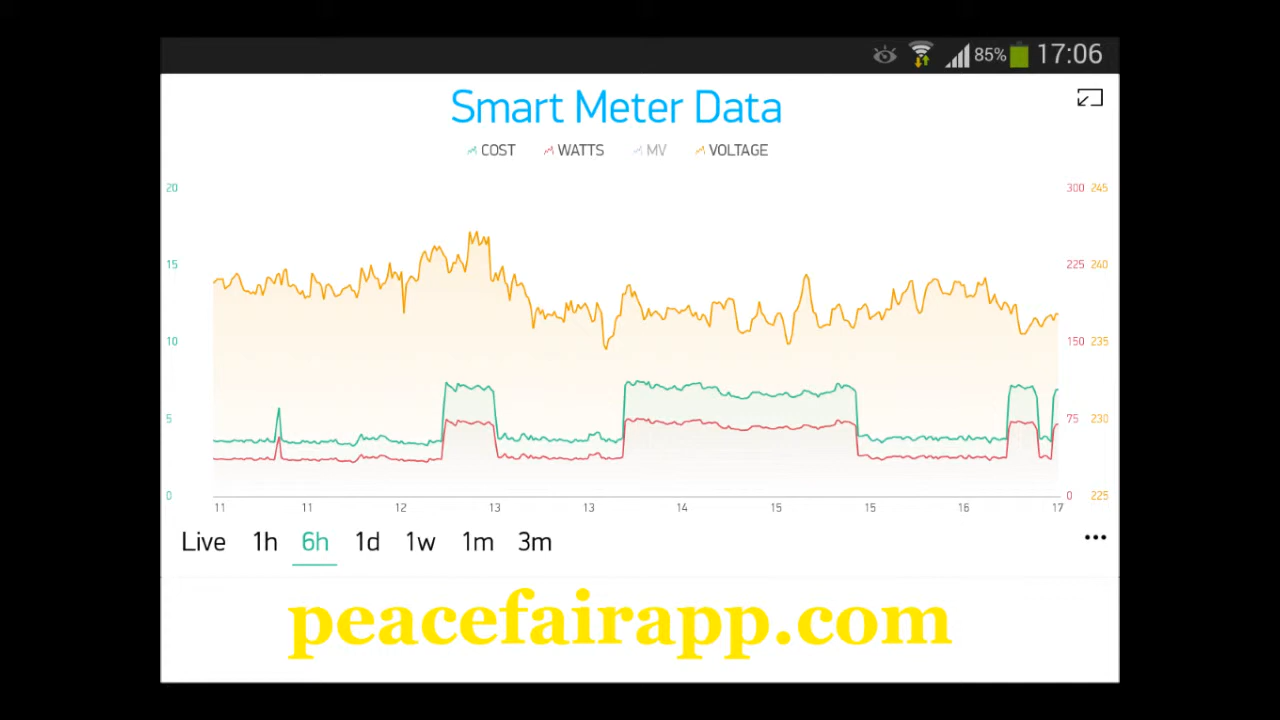 85% 17:06
Smart Meter Data
COST WATTS MV VOLTAGE
20 300 245
15 225 240
10 150 235
5 75 230
0 0 225
11 11 12 13 13 14 15 15 16 17
Live 1h 6h 1d 1w 1m 3m
peacefairapp.com